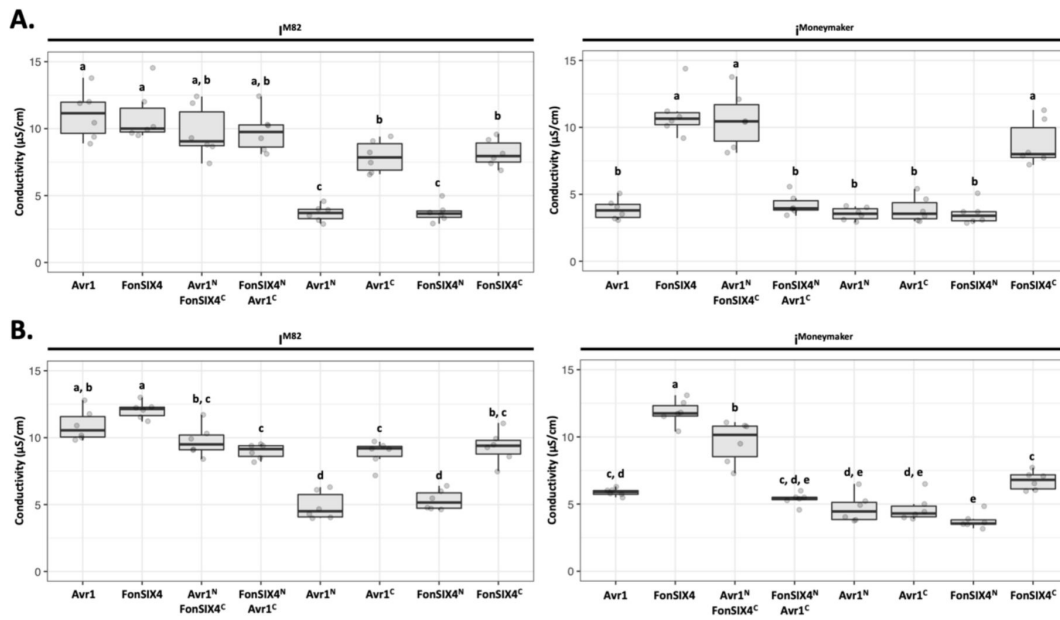 A.
I^M82
i^Moneymaker
Conductivity (µS/cm)
15
10
5
0
a
a
a, b
a, b
c
b
c
b
Avr1
FonSIX4
Avr1^N
FonSIX4^C
FonSIX4^N
Avr1^C
Avr1^N
Avr1^C
FonSIX4^N
FonSIX4^C
Conductivity (µS/cm)
15
10
5
0
b
a
a
b
b
b
b
a
Avr1
FonSIX4
Avr1^N
FonSIX4^C
FonSIX4^N
Avr1^C
Avr1^N
Avr1^C
FonSIX4^N
FonSIX4^C
B.
I^M82
i^Moneymaker
Conductivity (µS/cm)
15
10
5
0
a, b
a
b, c
c
d
c
d
b, c
Avr1
FonSIX4
Avr1^N
FonSIX4^C
FonSIX4^N
Avr1^C
Avr1^N
Avr1^C
FonSIX4^N
FonSIX4^C
Conductivity (µS/cm)
15
10
5
0
c, d
a
b
c, d, e
d, e
c, d, e
e
c
Avr1
FonSIX4
Avr1^N
FonSIX4^C
FonSIX4^N
Avr1^C
Avr1^N
Avr1^C
FonSIX4^N
FonSIX4^C